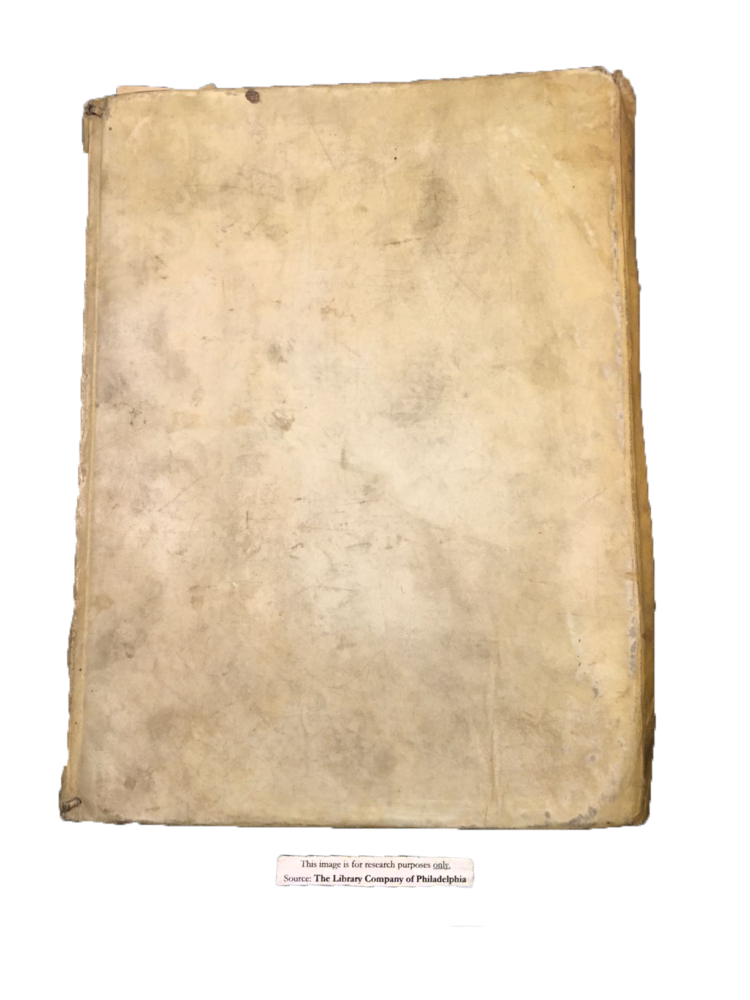 This image is for research purposes only.
Source: The Library Company of Philadelphia